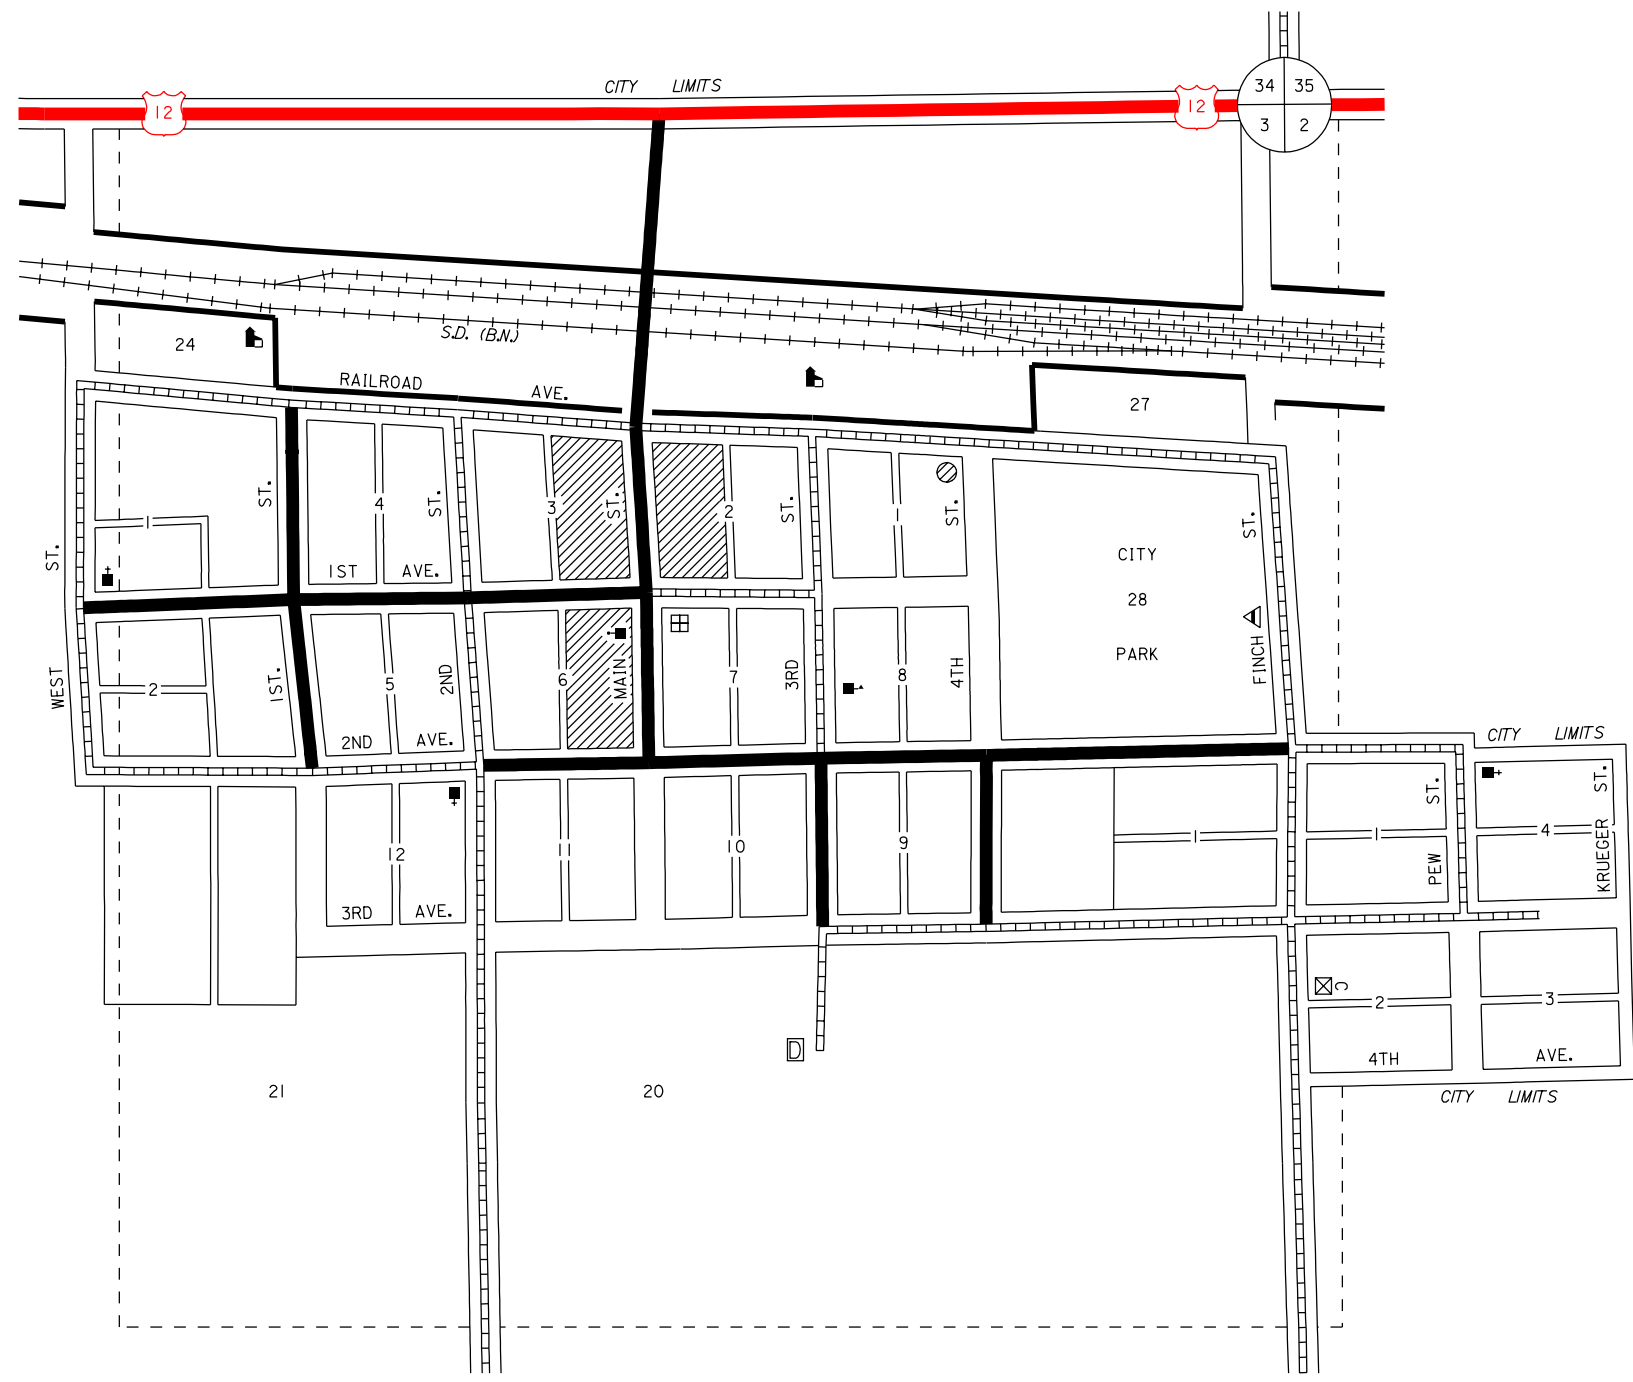 CITY LIMITS
12
12
34 35
3 2
S.D. (B.N.)
24
RAILROAD AVE.
27
1
ST.
4
ST.
3
ST.
2
ST.
1
ST.
ST.
CITY
28
PARK
ST.
1ST AVE.
WEST
2
1ST.
5
2ND
6
MAIN
7
3RD
8
4TH
FINCH
2ND AVE.
CITY LIMITS
12
11
10
9
1
1
ST.
PEW
4
ST.
KRUEGER
3RD AVE.
C
2
3
D
4TH AVE.
21
20
CITY LIMITS